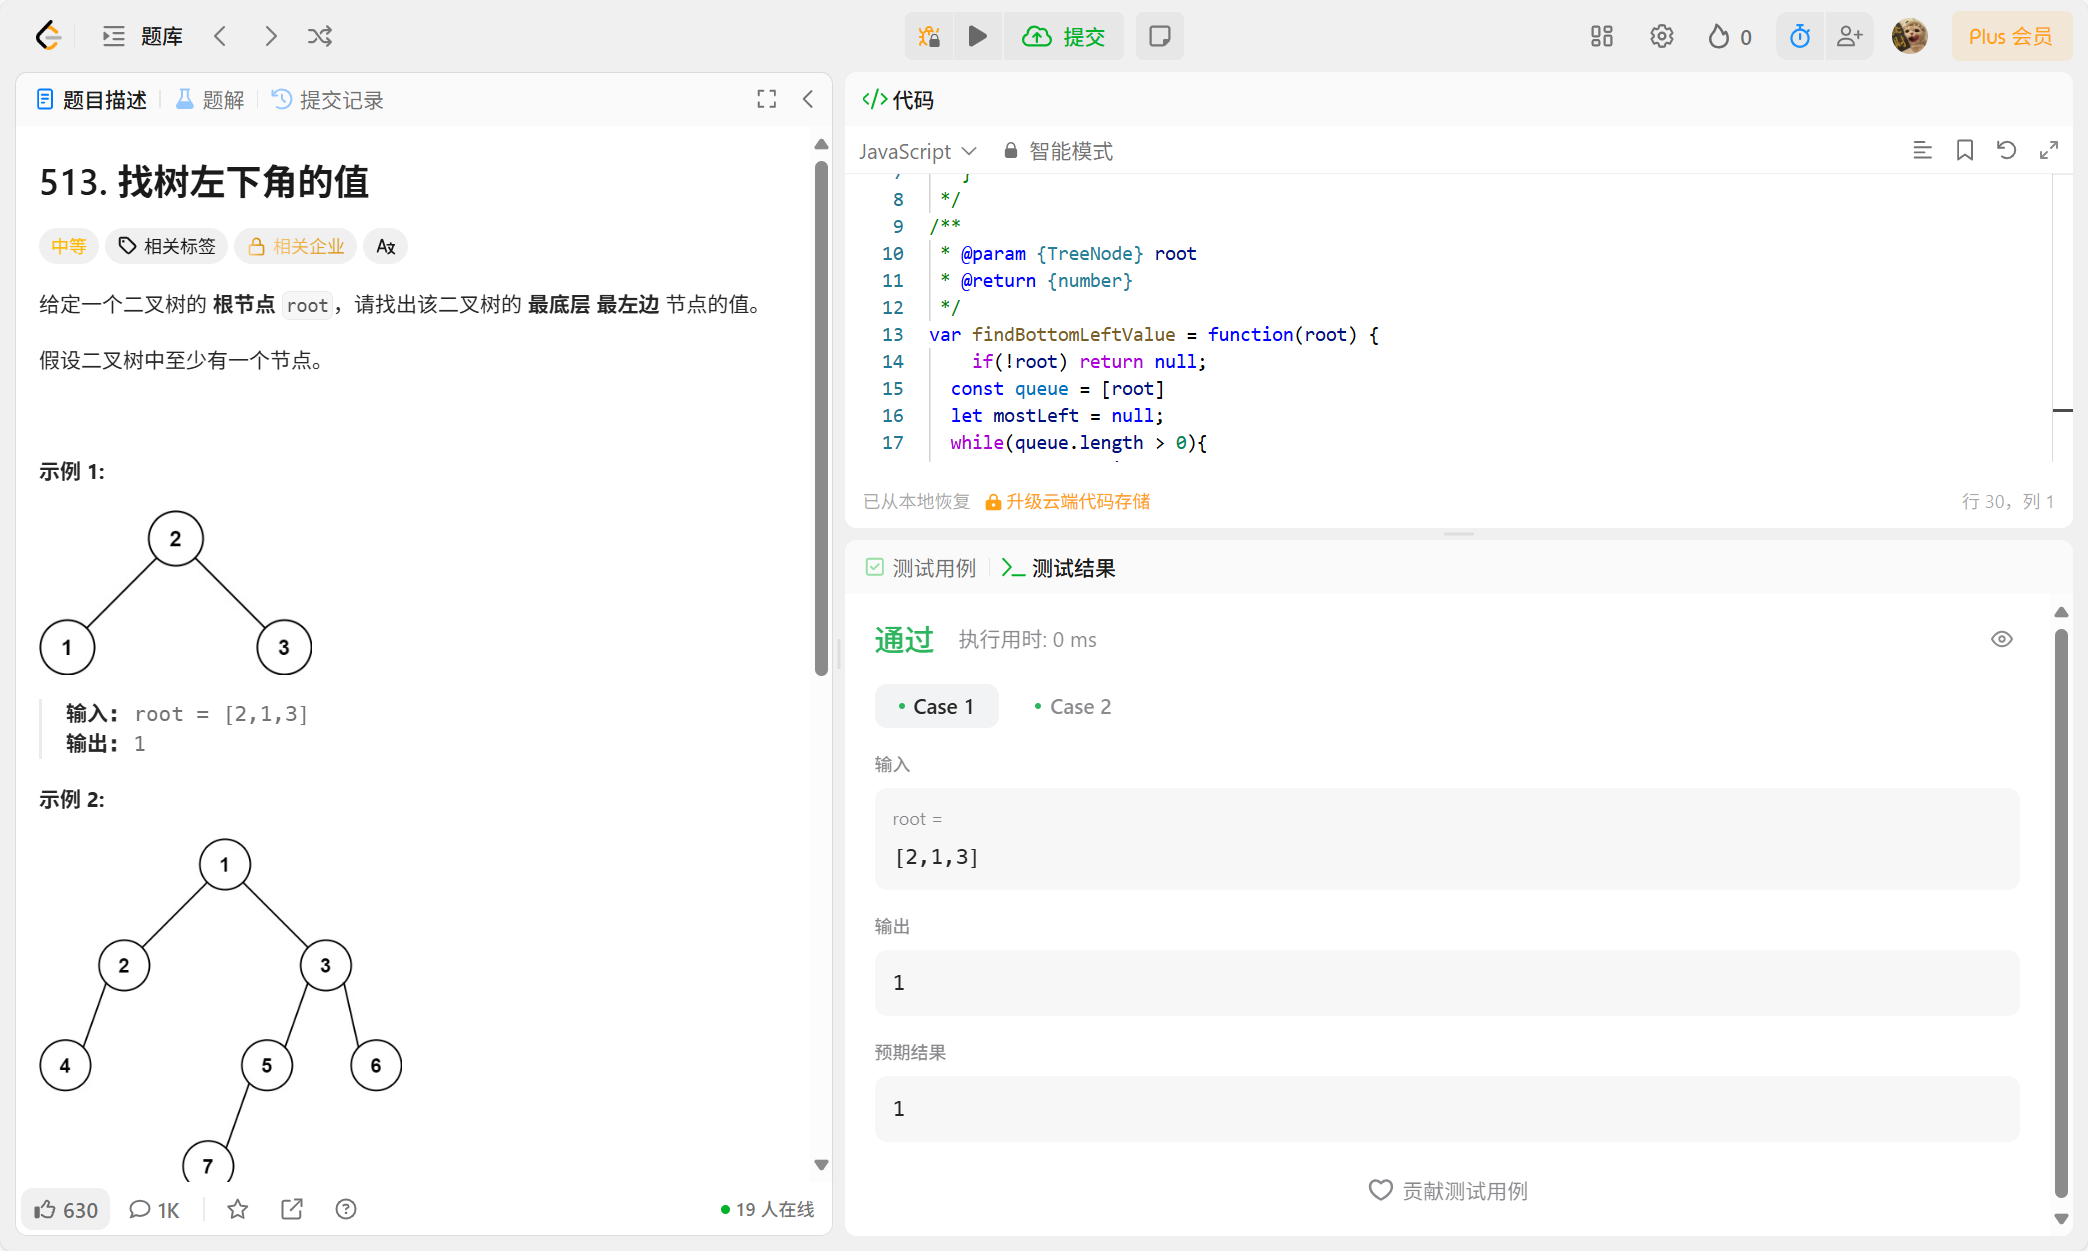 题库
提交
0
Plus 会员
题目描述
题解
提交记录
513. 找树左下角的值
中等
相关标签
相关企业
给定一个二叉树的 根节点 root，请找出该二叉树的 最底层 最左边 节点的值。
假设二叉树中至少有一个节点。
示例 1:
2
1
3
输入: root = [2,1,3]
输出: 1
示例 2:
1
2
3
4
5
6
7
630
1K
19 人在线
代码
JavaScript
智能模式
7 }
8 */
9 /**
10 * @param {TreeNode} root
11 * @return {number}
12 */
13 var findBottomLeftValue = function(root) {
14 if(!root) return null;
15 const queue = [root]
16 let mostLeft = null;
17 while(queue.length > 0){
已从本地恢复
升级云端代码存储
行 30，列 1
测试用例
测试结果
通过
执行用时: 0 ms
Case 1
Case 2
输入
root =
[2,1,3]
输出
1
预期结果
1
贡献测试用例